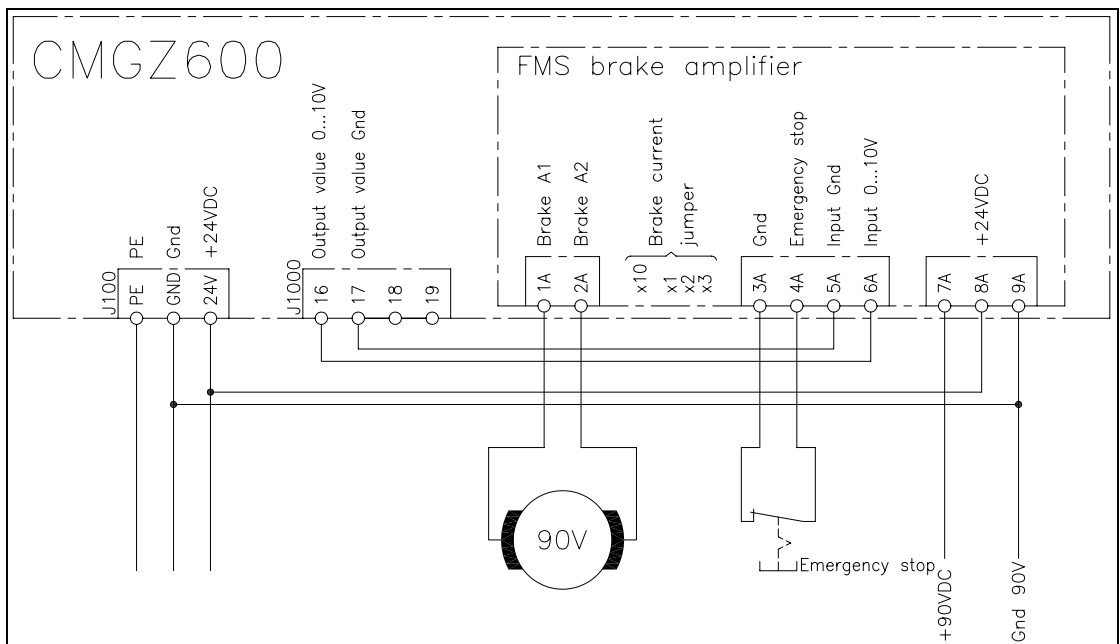 CMGZ600
FMS brake amplifier
PE
Gnd
+24VDC
J100
PE
GND
24V
Output value 0...10V
Output value Gnd
J1000
16
17
18
19
Brake A1
Brake A2
1A
2A
Brake current
jumper
x10
x1
x2
x3
Gnd
Emergency stop
Input Gnd
Input 0...10V
3A
4A
5A
6A
+24VDC
7A
8A
9A
90V
Emergency stop
+90VDC
Gnd 90V